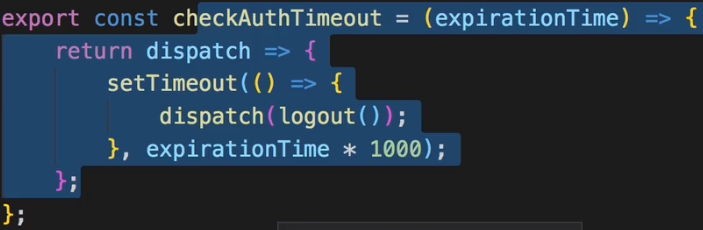 export const checkAuthTimeout = (expirationTime) => {
    return dispatch => {
        setTimeout(() => {
            dispatch(logout());
        }, expirationTime * 1000);
    };
};